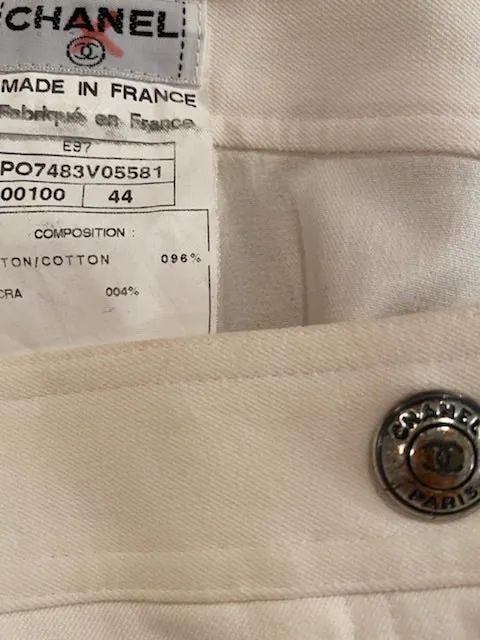 CHANEL
MADE IN FRANCE
Fabriqué en France
E97
PO7483V05581
00100 44
COMPOSITION :
TON/COTTON 096%
CRA 004%
CHANEL
PARIS